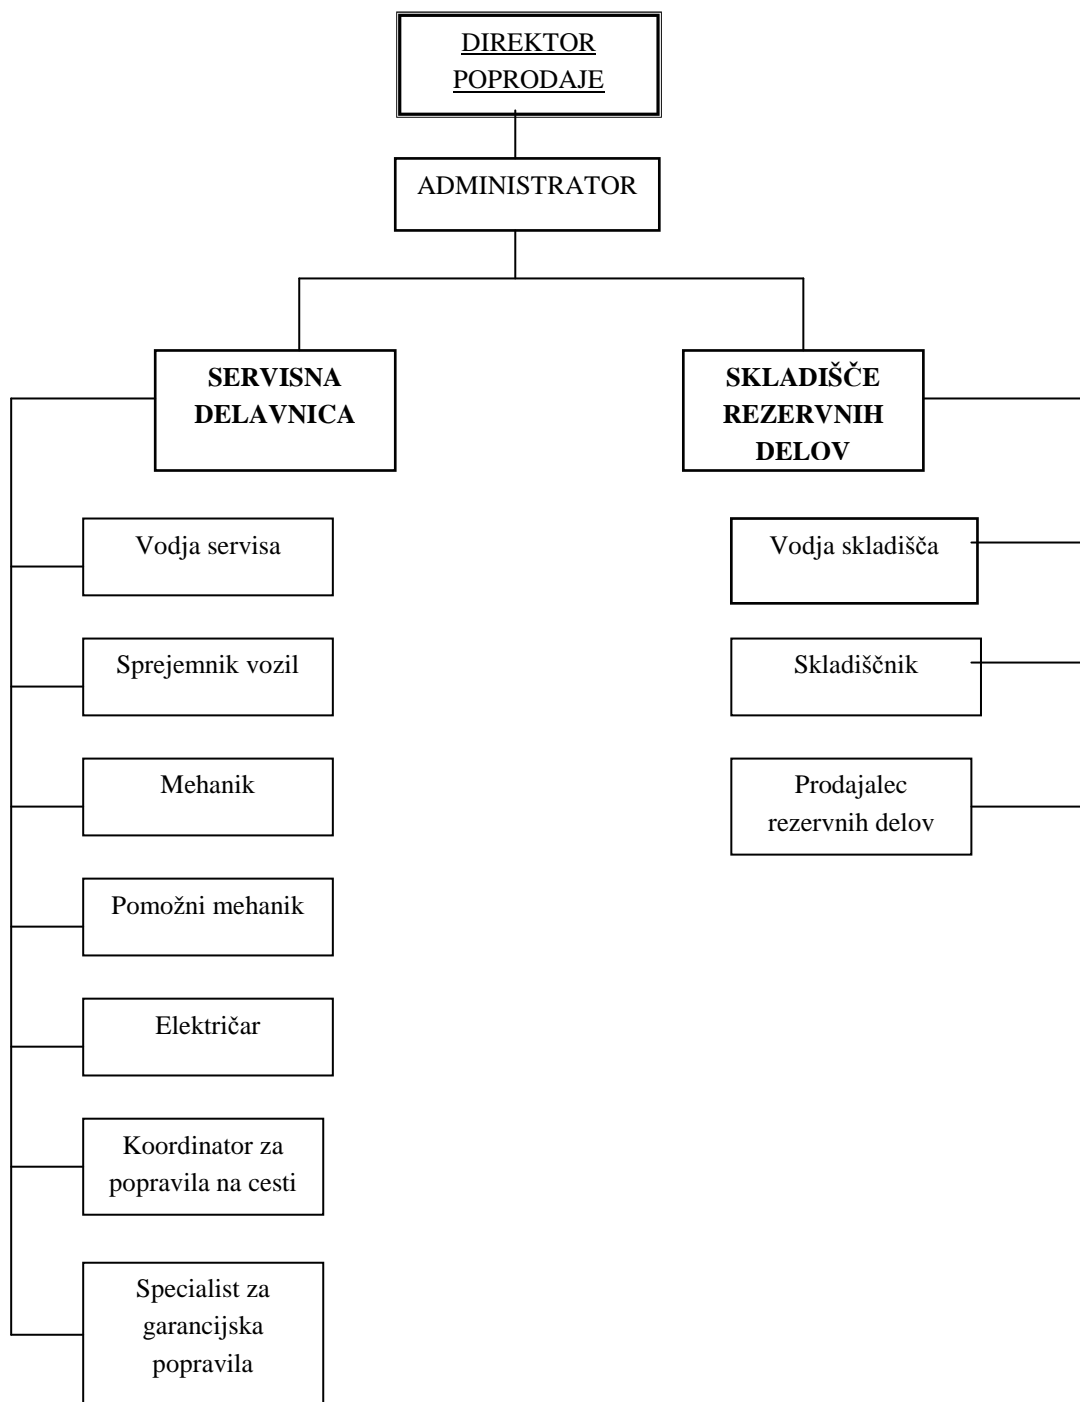 DIREKTOR
POPRODAJE
ADMINISTRATOR
SERVISNA
DELAVNICA
SKLADIŠČE
REZERVNIH
DELOV
Vodja servisa
Sprejemnik vozil
Mehanik
Pomožni mehanik
Električar
Koordinator za
popravila na cesti
Specialist za
garancijska
popravila
Vodja skladišča
Skladiščnik
Prodajalec
rezervnih delov